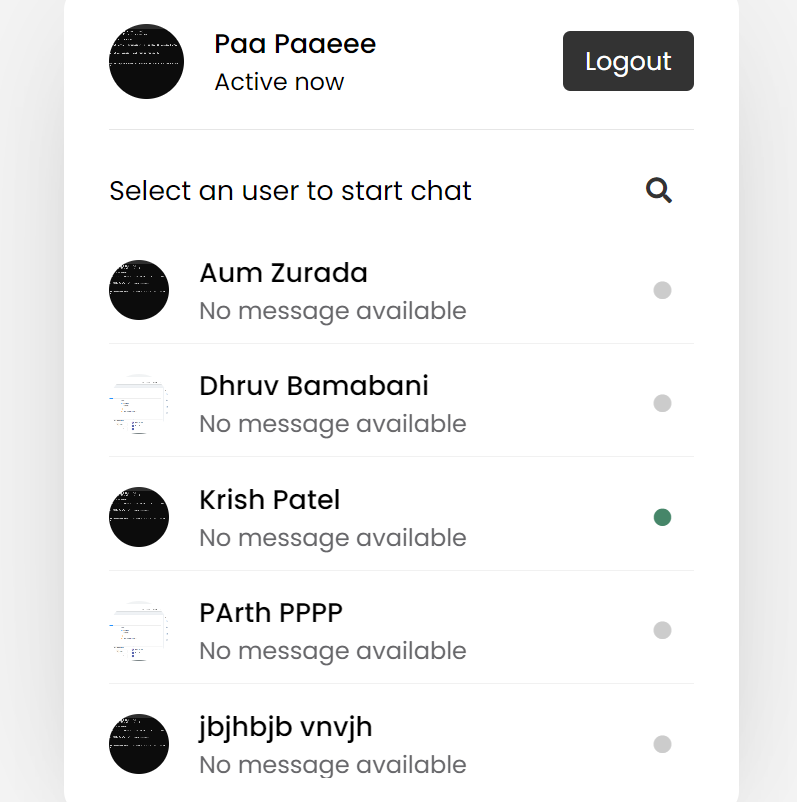 Paa Paaeee
Active now
Logout
Select an user to start chat
Aum Zurada
No message available
Dhruv Bamabani
No message available
Krish Patel
No message available
PArth PPPP
No message available
jbjhbjb vnvjh
No message available